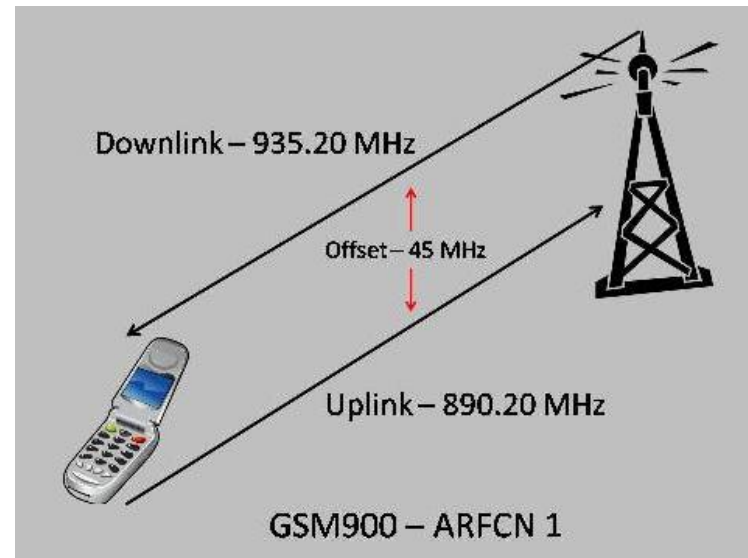 Downlink – 935.20 MHz
Offset – 45 MHz
Uplink – 890.20 MHz
GSM900 – ARFCN 1